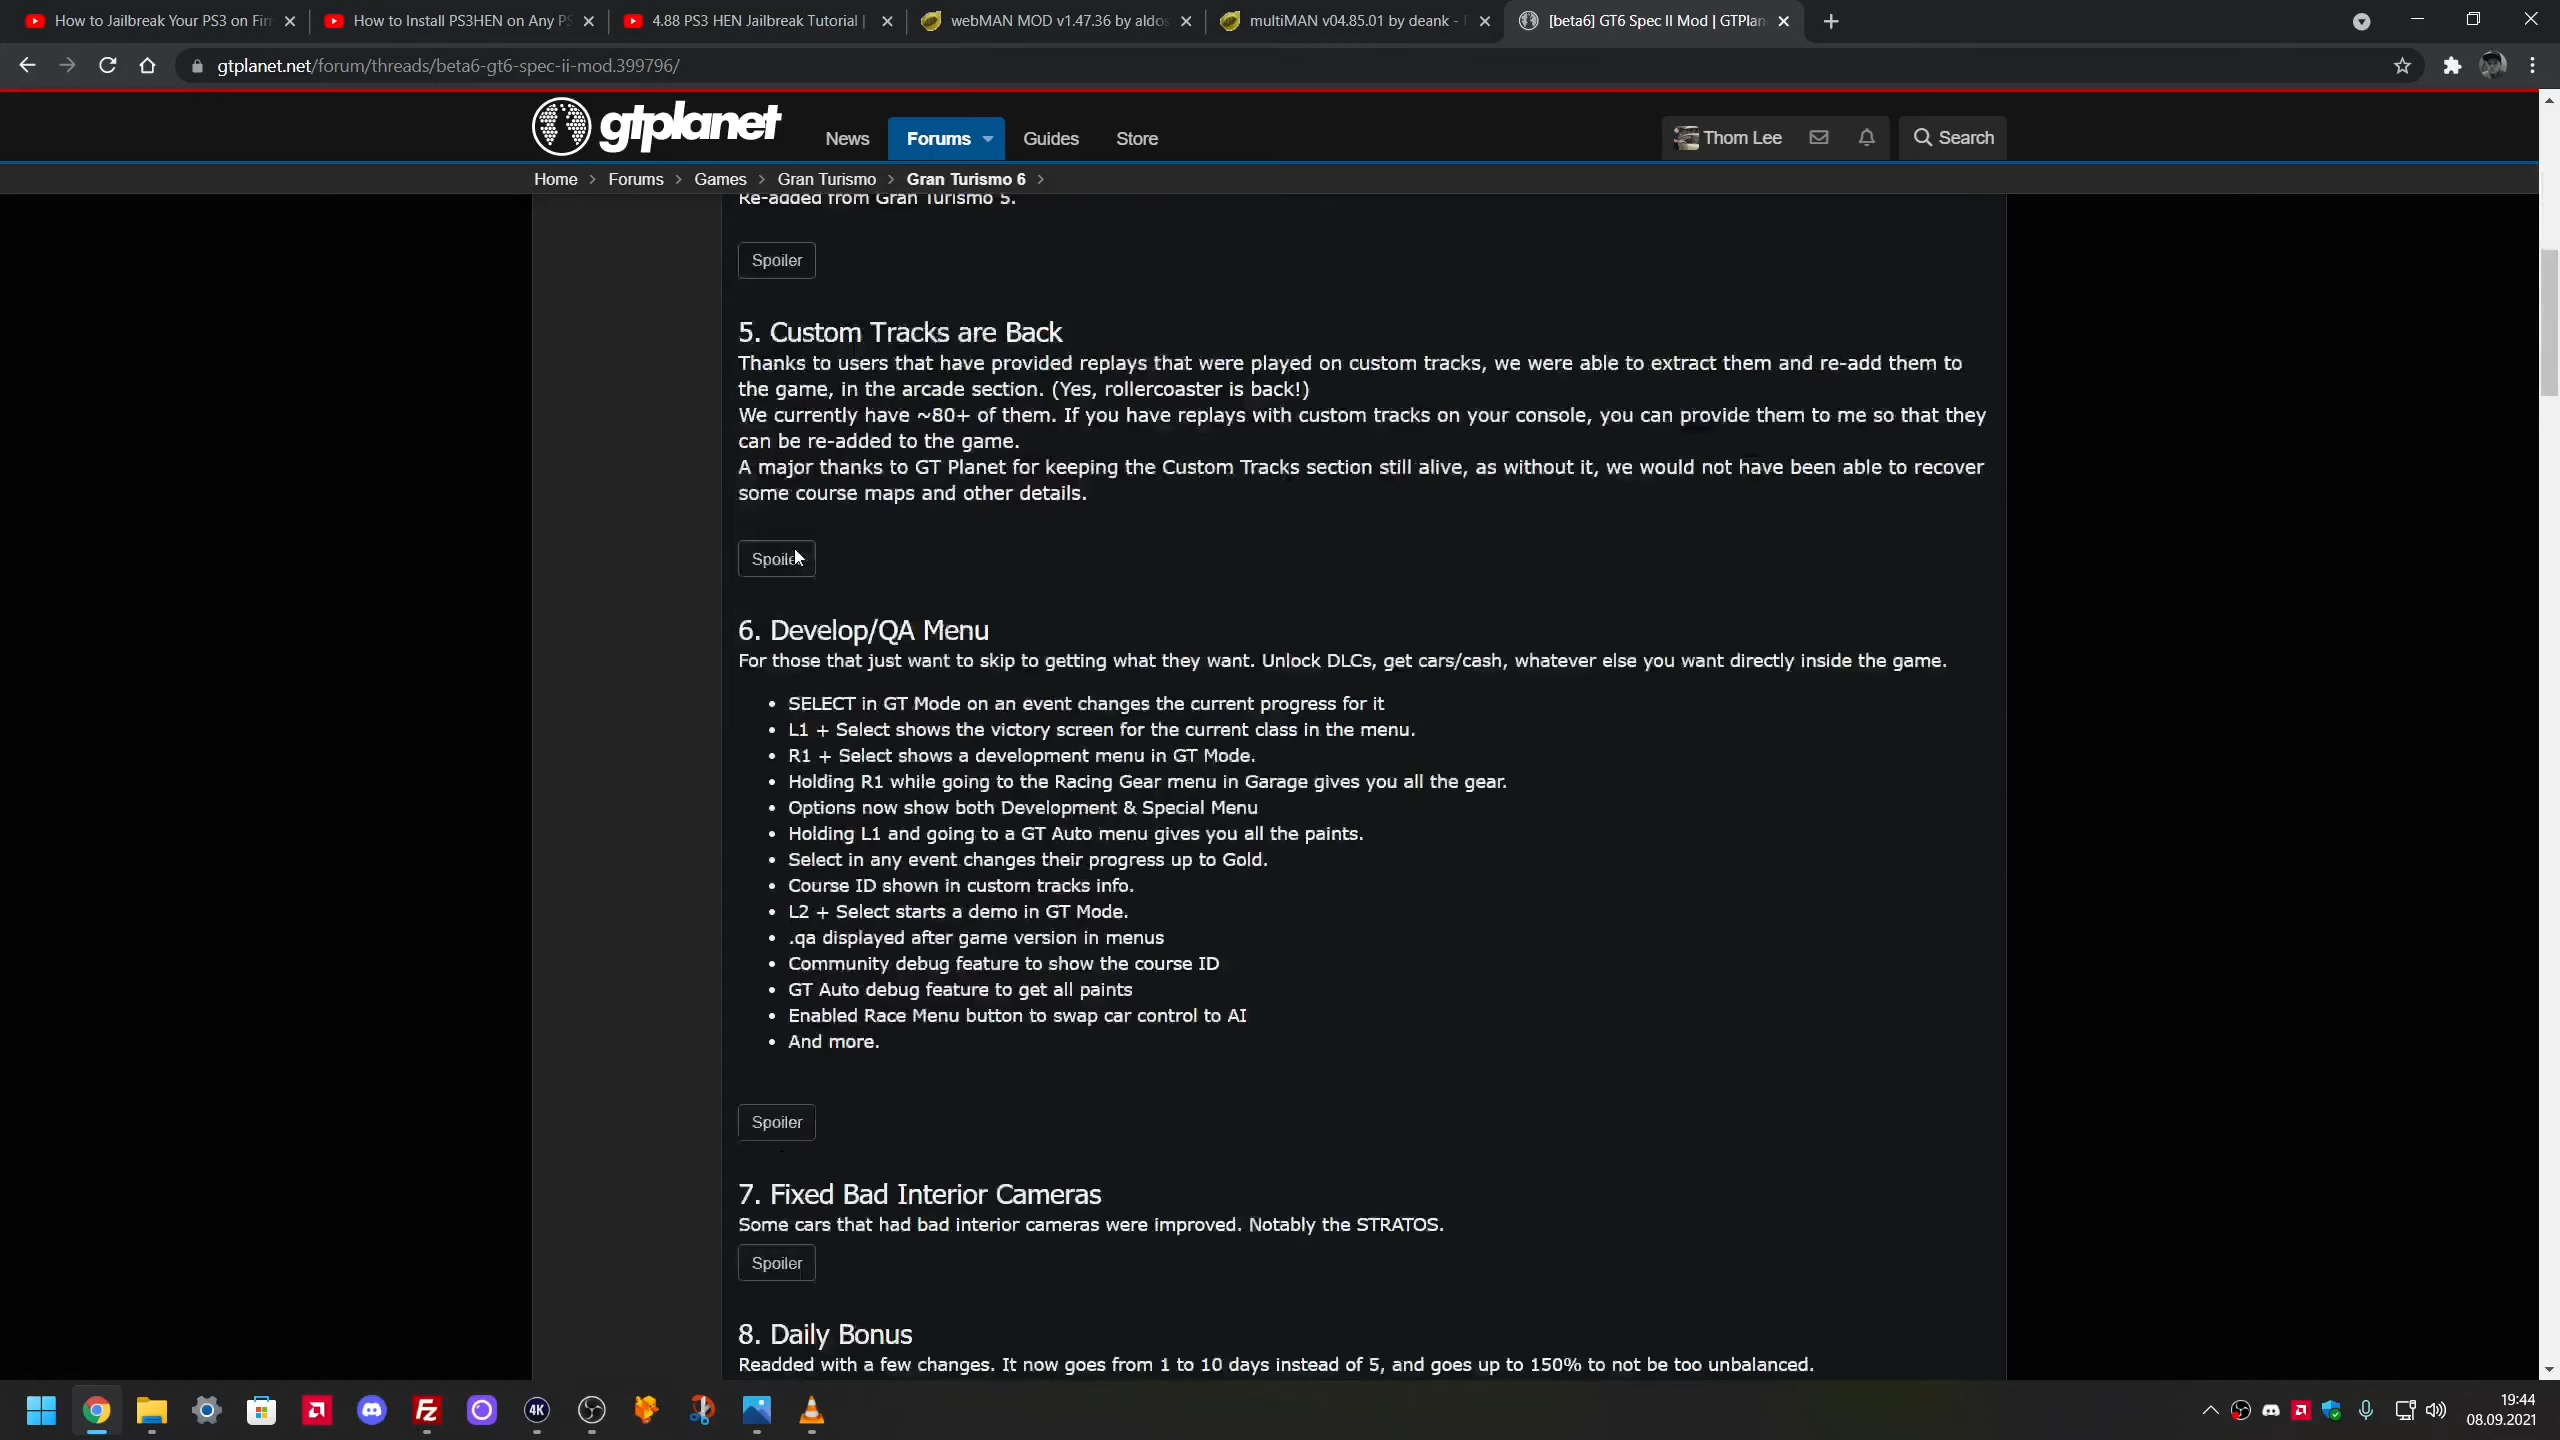 How to Jailbreak Your PS3 on Fir
How to Install PS3HEN on Any PS
4.88 PS3 HEN Jailbreak Tutorial |
webMAN MOD v1.47.36 by aldos
multiMAN v04.85.01 by deank -
[beta6] GT6 Spec II Mod | GTPlan
gtplanet.net/forum/threads/beta6-gt6-spec-ii-mod.399796/
gtplanet
News
Forums
Guides
Store
Thom Lee
Search
Home > Forums > Games > Gran Turismo > Gran Turismo 6 >
Re-added from Gran Turismo 5.
Spoiler
5. Custom Tracks are Back
Thanks to users that have provided replays that were played on custom tracks, we were able to extract them and re-add them to
the game, in the arcade section. (Yes, rollercoaster is back!)
We currently have ~80+ of them. If you have replays with custom tracks on your console, you can provide them to me so that they
can be re-added to the game.
A major thanks to GT Planet for keeping the Custom Tracks section still alive, as without it, we would not have been able to recover
some course maps and other details.
Spoiler
6. Develop/QA Menu
For those that just want to skip to getting what they want. Unlock DLCs, get cars/cash, whatever else you want directly inside the game.
• SELECT in GT Mode on an event changes the current progress for it
• L1 + Select shows the victory screen for the current class in the menu.
• R1 + Select shows a development menu in GT Mode.
• Holding R1 while going to the Racing Gear menu in Garage gives you all the gear.
• Options now show both Development & Special Menu
• Holding L1 and going to a GT Auto menu gives you all the paints.
• Select in any event changes their progress up to Gold.
• Course ID shown in custom tracks info.
• L2 + Select starts a demo in GT Mode.
• .qa displayed after game version in menus
• Community debug feature to show the course ID
• GT Auto debug feature to get all paints
• Enabled Race Menu button to swap car control to AI
• And more.
Spoiler
7. Fixed Bad Interior Cameras
Some cars that had bad interior cameras were improved. Notably the STRATOS.
Spoiler
8. Daily Bonus
Readded with a few changes. It now goes from 1 to 10 days instead of 5, and goes up to 150% to not be too unbalanced.
Fz
4K
19:44
08.09.2021